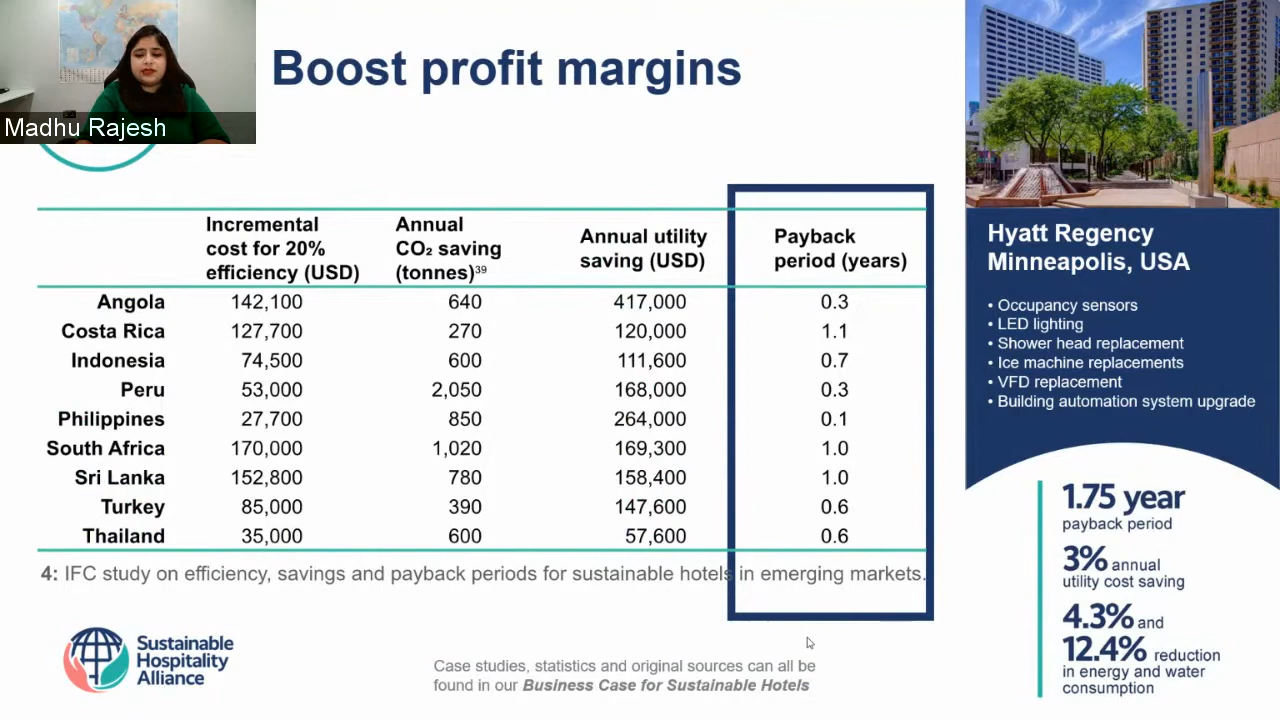 Madhu Rajesh
Boost profit margins
Incremental cost for 20% efficiency (USD) Annual CO₂ saving (tonnes)³⁹ Annual utility saving (USD) Payback period (years)
Angola 142,100 640 417,000 0.3
Costa Rica 127,700 270 120,000 1.1
Indonesia 74,500 600 111,600 0.7
Peru 53,000 2,050 168,000 0.3
Philippines 27,700 850 264,000 0.1
South Africa 170,000 1,020 169,300 1.0
Sri Lanka 152,800 780 158,400 1.0
Turkey 85,000 390 147,600 0.6
Thailand 35,000 600 57,600 0.6
4: IFC study on efficiency, savings and payback periods for sustainable hotels in emerging markets.
Sustainable
Hospitality
Alliance
Case studies, statistics and original sources can all be
found in our Business Case for Sustainable Hotels
Hyatt Regency
Minneapolis, USA
• Occupancy sensors
• LED lighting
• Shower head replacement
• Ice machine replacements
• VFD replacement
• Building automation system upgrade
1.75 year
payback period
3% annual
utility cost saving
4.3% and
12.4% reduction
in energy and water
consumption